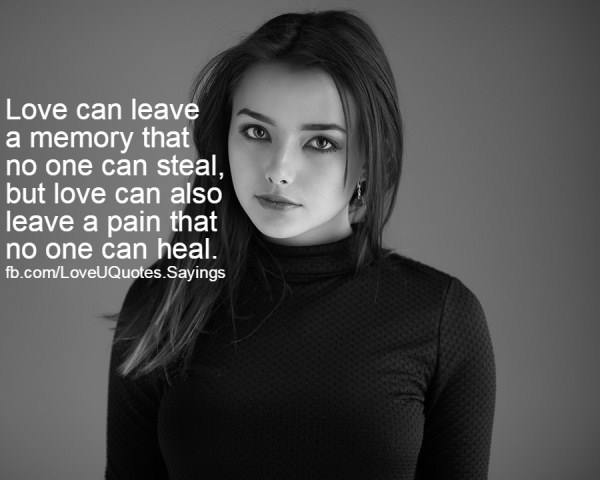 Love can leave
a memory that
no one can steal,
but love can also
leave a pain that
no one can heal.
fb.com/LoveUQuotes.Sayings